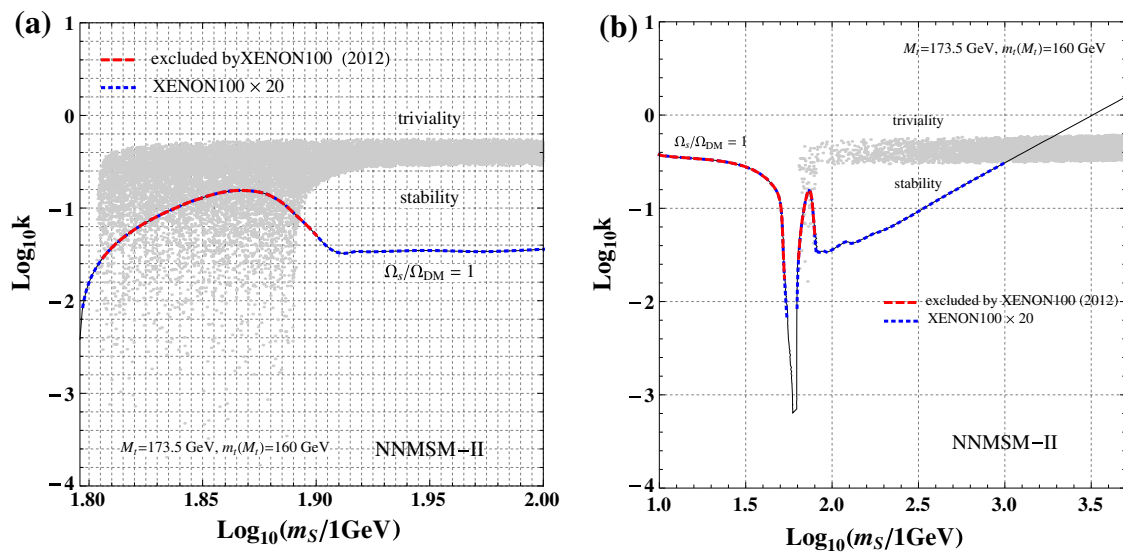 (a)
excluded byXENON100 (2012)
XENON100 × 20
triviality
stability
Ω_s/Ω_DM = 1
M_t=173.5 GeV, m_t(M_t)=160 GeV
NNMSM−II
Log₁₀k
1
0
−1
−2
−3
−4
1.80
1.85
1.90
1.95
2.00
Log₁₀(m_S/1GeV)
(b)
M_t=173.5 GeV, m_t(M_t)=160 GeV
triviality
Ω_s/Ω_DM = 1
stability
excluded by XENON100 (2012)
XENON100 × 20
NNMSM−II
Log₁₀k
1
0
−1
−2
−3
−4
1.0
1.5
2.0
2.5
3.0
3.5
Log₁₀(m_S/1GeV)